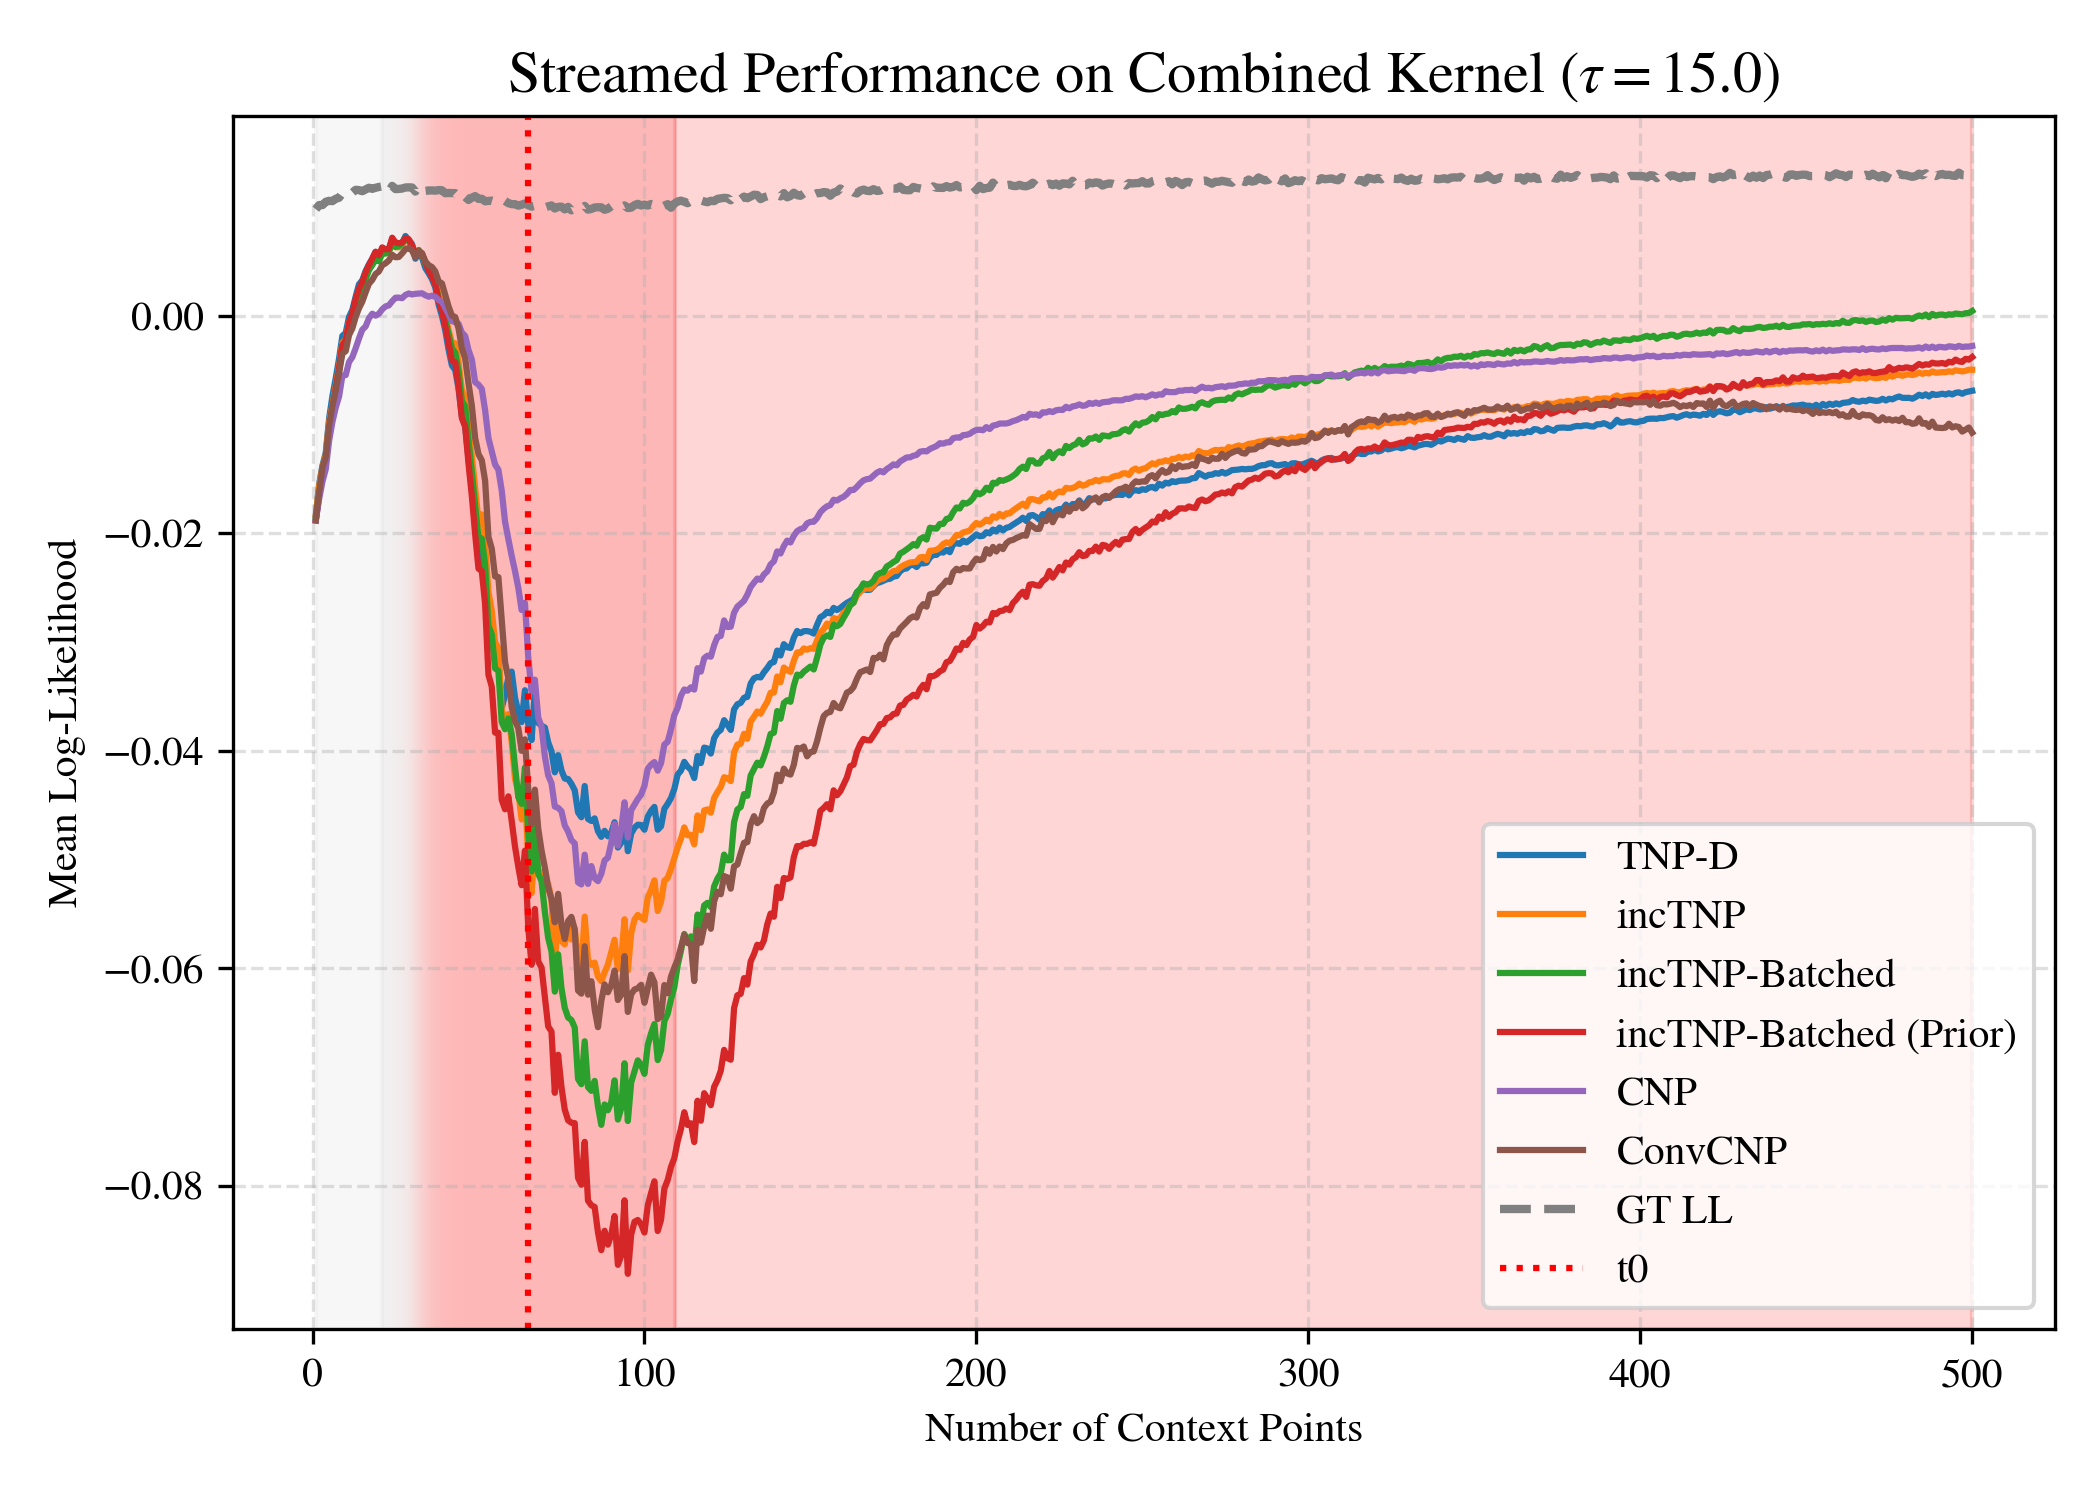 Streamed Performance on Combined Kernel (τ = 15.0)
Mean Log-Likelihood
0.00
−0.02
−0.04
−0.06
−0.08
TNP-D
incTNP
incTNP-Batched
incTNP-Batched (Prior)
CNP
ConvCNP
GT LL
t0
0 100 200 300 400 500
Number of Context Points